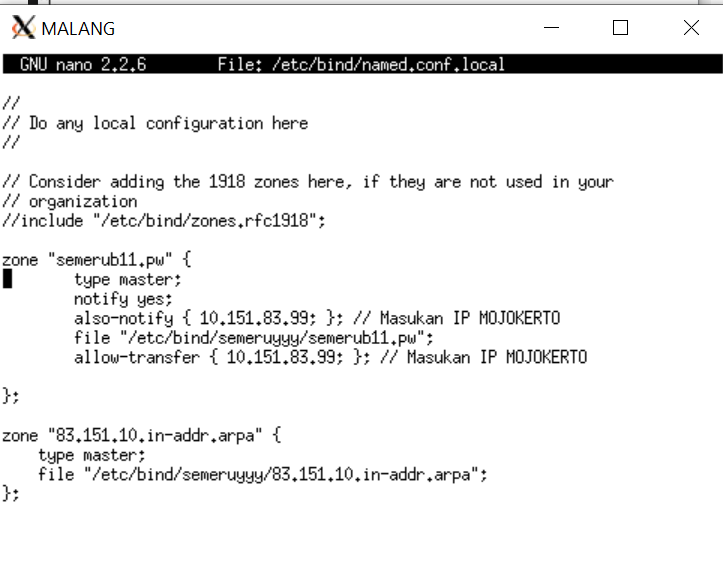 MALANG
GNU nano 2.2.6 File: /etc/bind/named.conf.local
//
// Do any local configuration here
//
// Consider adding the 1918 zones here, if they are not used in your
// organization
//include "/etc/bind/zones.rfc1918";
zone "semerub11.pw" {
type master;
notify yes;
also-notify { 10.151.83.99; }; // Masukan IP MOJOKERTO
file "/etc/bind/semeruyyy/semerub11.pw";
allow-transfer { 10.151.83.99; }; // Masukan IP MOJOKERTO
};
zone "83.151.10.in-addr.arpa" {
type master;
file "/etc/bind/semeruyyy/83.151.10.in-addr.arpa";
};